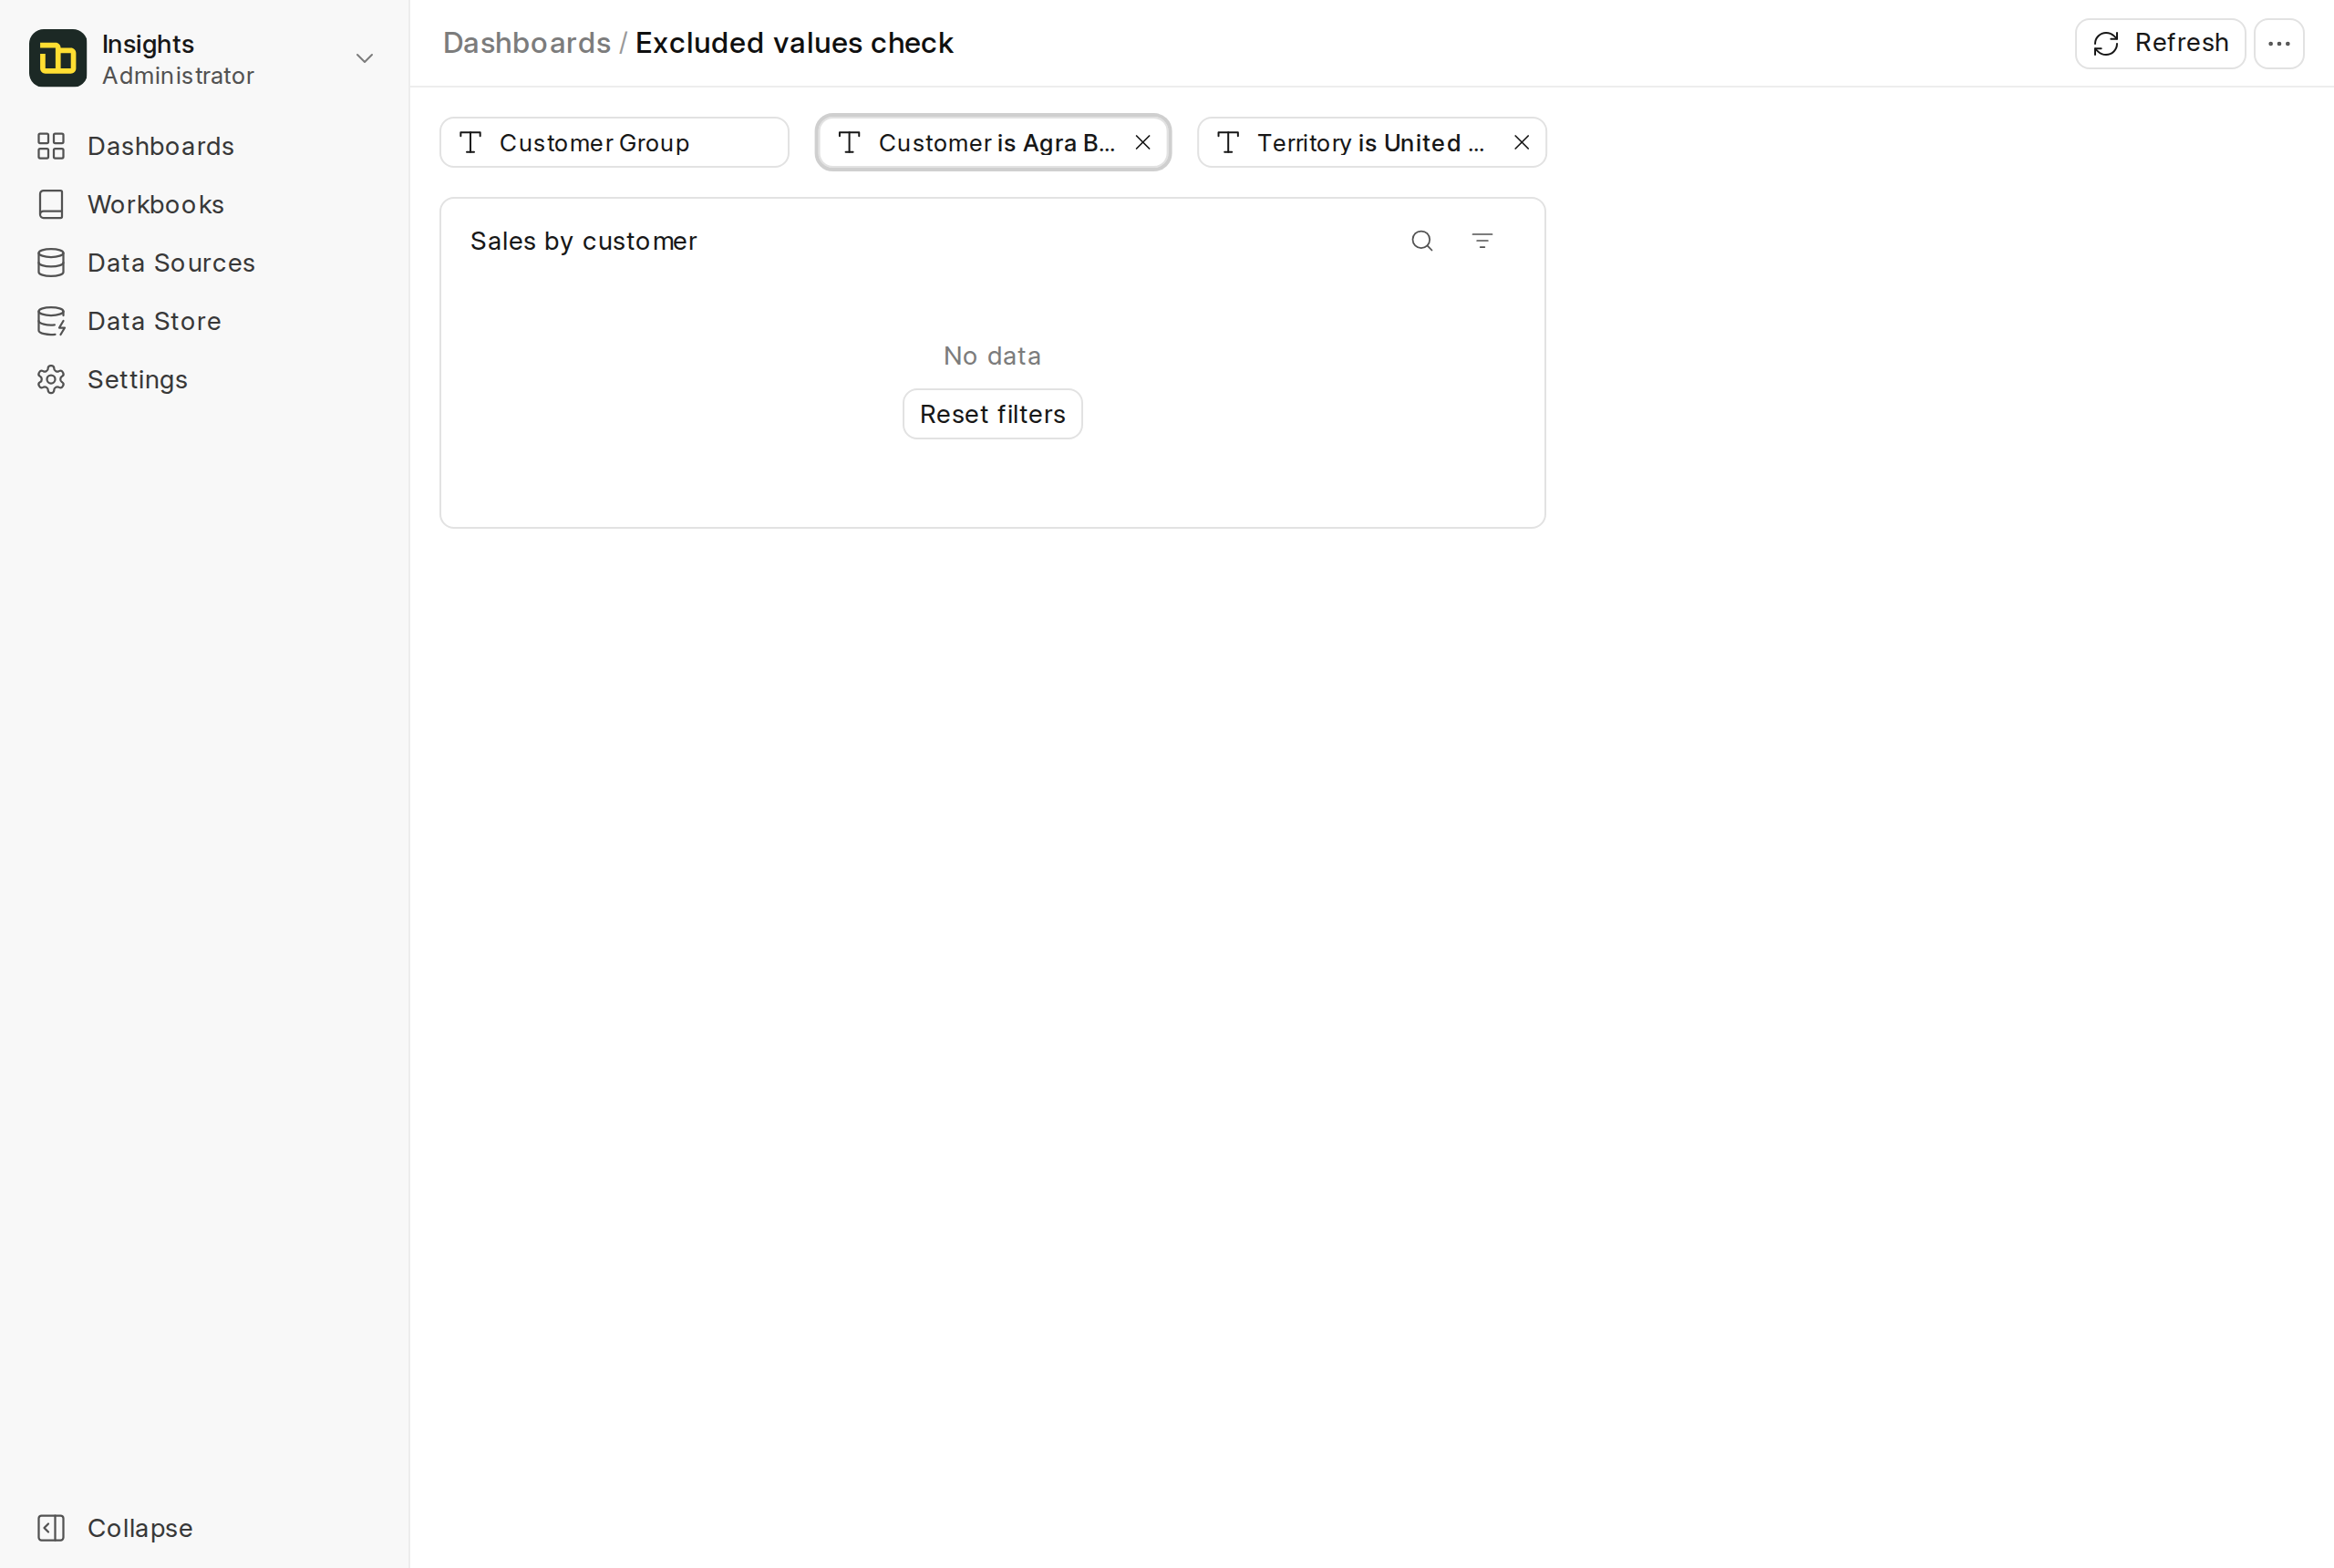 Insights
Administrator
Dashboards
Workbooks
Data Sources
Data Store
Settings
Collapse
Dashboards / Excluded values check
Refresh
Customer Group
Customer is Agra B...
Territory is United ...
Sales by customer
No data
Reset filters